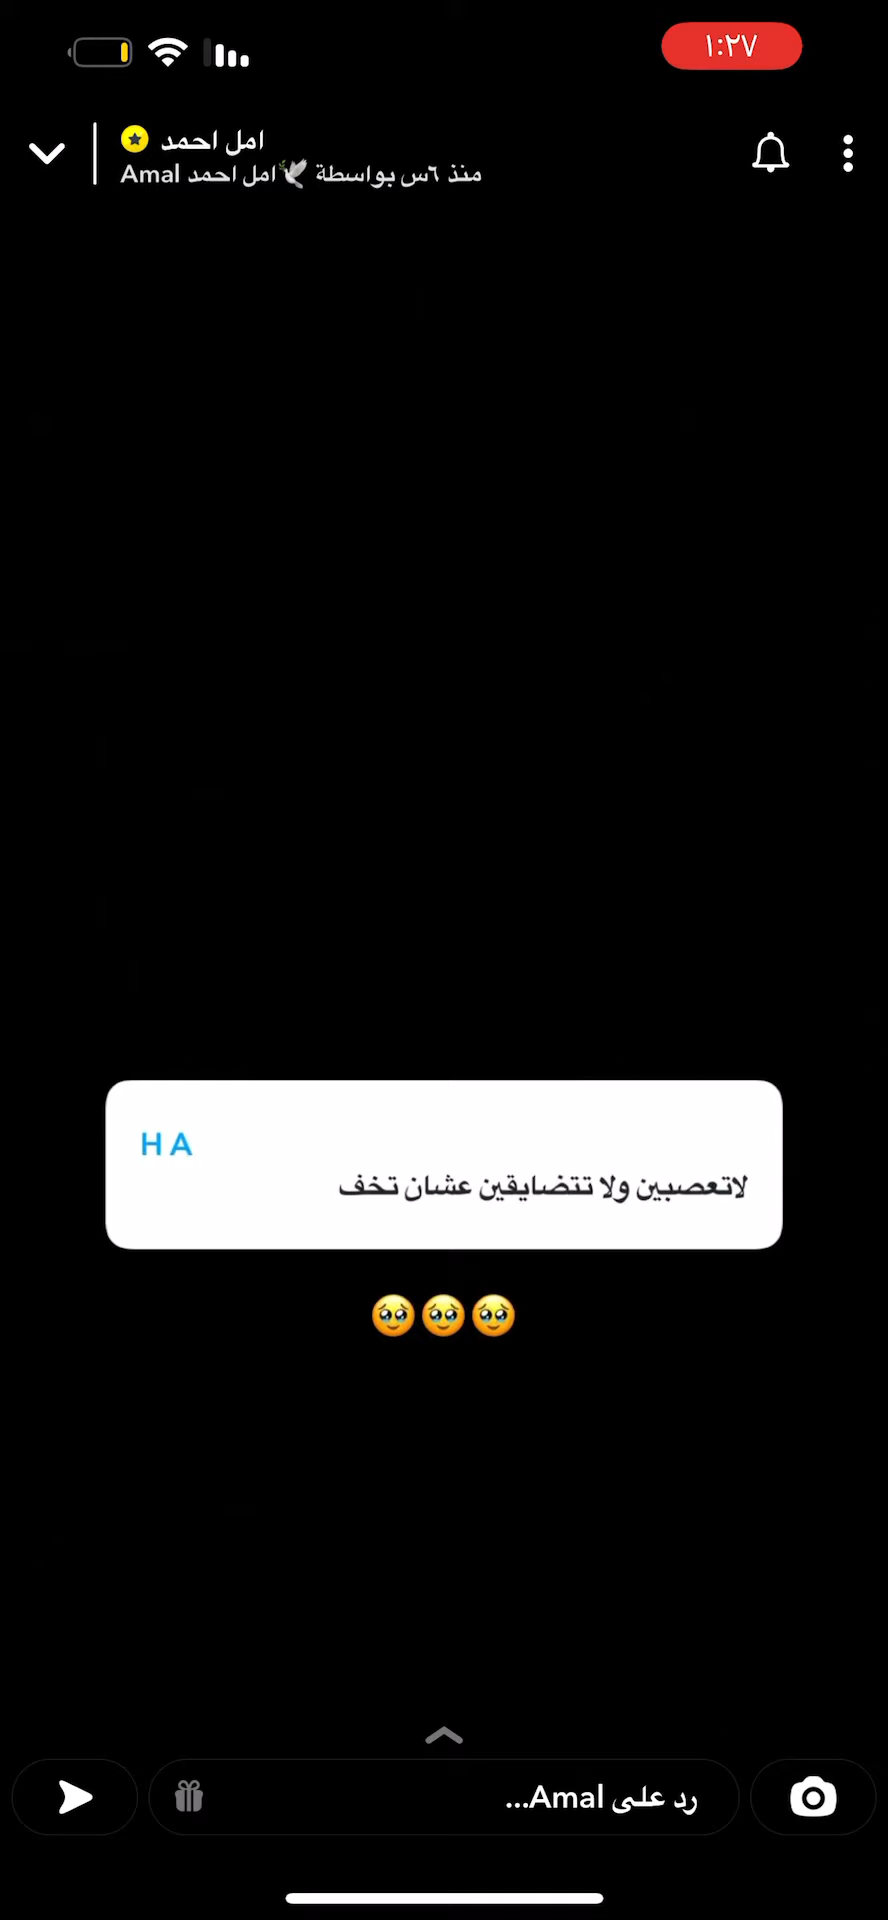 ١:٢٧
امل احمد
منذ ٦س بواسطة 🕊️امل احمد Amal
H A
لاتعصبين ولا تتضايقين عشان تخف
🥹🥹🥹
رد على Amal...